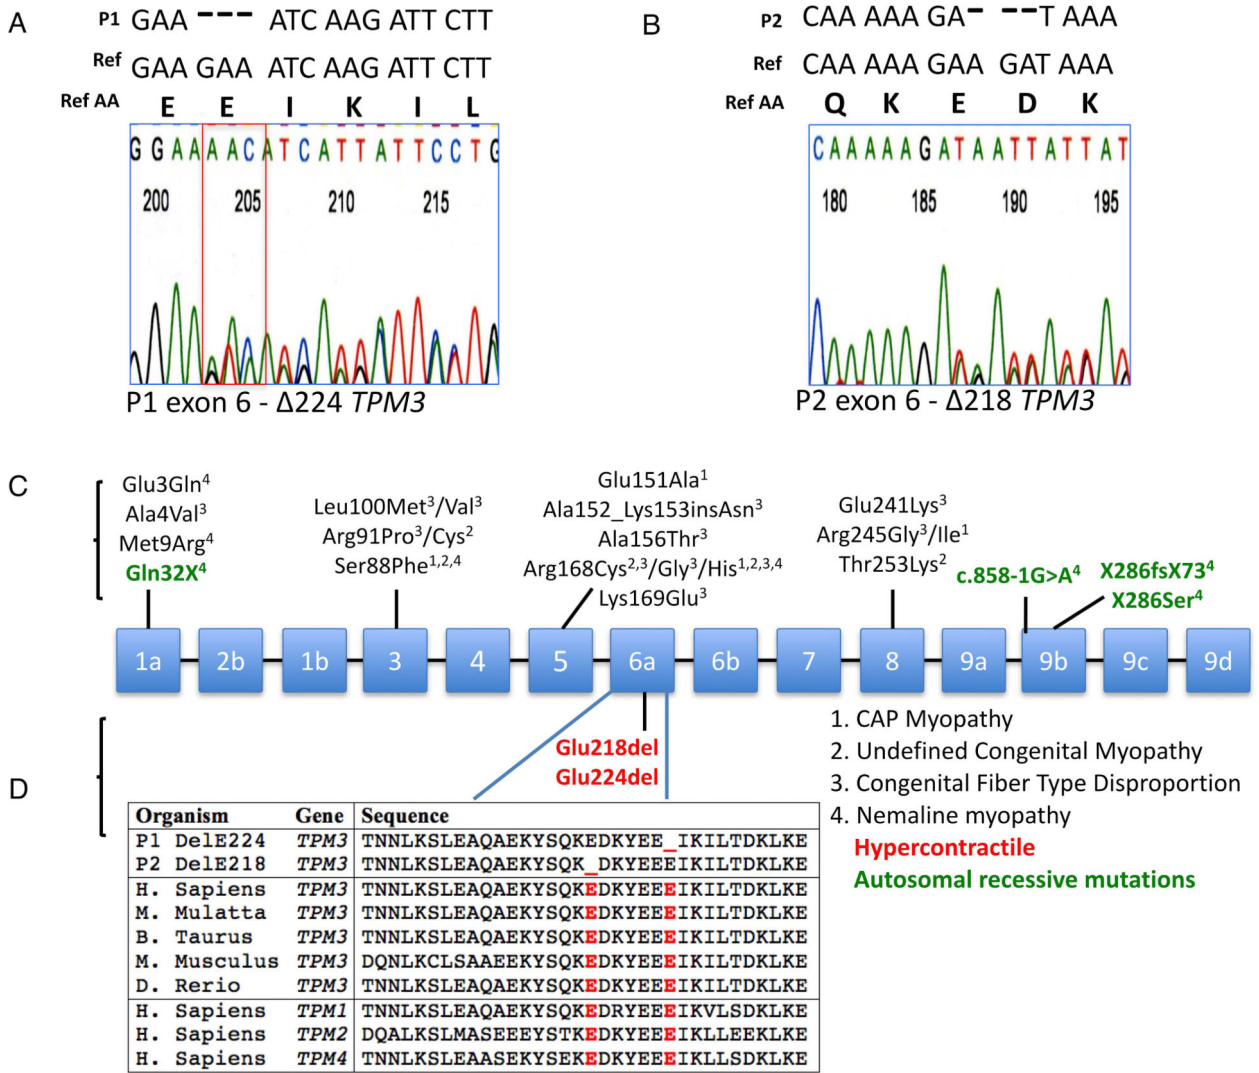 A
P1 GAA --- ATC AAG ATT CTT
Ref GAA GAA ATC AAG ATT CTT
Ref AA E E I K I L
G G A A A A C A T C A T T A T T C C T G
200 205 210 215
P1 exon 6 - Δ224 TPM3
B
P2 CAA AAA GA- --T AAA
Ref CAA AAA GAA GAT AAA
Ref AA Q K E D K
C A A A A A G A T A A T T A T T A T
180 185 190 195
P2 exon 6 - Δ218 TPM3
C
Glu3Gln⁴
Ala4Val³
Met9Arg⁴
Gln32X⁴
Leu100Met³/Val³
Arg91Pro³/Cys²
Ser88Phe¹,²,⁴
Glu151Ala¹
Ala152_Lys153insAsn³
Ala156Thr³
Arg168Cys²,³/Gly³/His¹,²,³,⁴
Lys169Glu³
Glu241Lys³
Arg245Gly³/Ile¹
Thr253Lys²
c.858-1G>A⁴
X286fsX73⁴
X286Ser⁴
1a 2b 1b 3 4 5 6a 6b 7 8 9a 9b 9c 9d
Glu218del
Glu224del
1. CAP Myopathy
2. Undefined Congenital Myopathy
3. Congenital Fiber Type Disproportion
4. Nemaline myopathy
Hypercontractile
Autosomal recessive mutations
D
Organism Gene Sequence
P1 DelE224 TPM3 TNNLKSLEAQAEKYSQKEDKYEE_IKILTDKLKE
P2 DelE218 TPM3 TNNLKSLEAQAEKYSQK_DKYEEEIKILTDKLKE
H. Sapiens TPM3 TNNLKSLEAQAEKYSQKEDKYEEEIKILTDKLKE
M. Mulatta TPM3 TNNLKSLEAQAEKYSQKEDKYEEEIKILTDKLKE
B. Taurus TPM3 TNNLKSLEAQAEKYSQKEDKYEEEIKILTDKLKE
M. Musculus TPM3 DQNLKCLSAAEEKYSQKEDKYEEEIKILTDKLKE
D. Rerio TPM3 TNNLKSLEAQAEKYSQKEDKYEEEIKILTDKLKE
H. Sapiens TPM1 TNNLKSLEAQAEKYSQKEDRYEEEIKVLSDKLKE
H. Sapiens TPM2 DQALKSLMASEEEYSTKEDKYEEEIKLLEEKLKE
H. Sapiens TPM4 TNNLKSLEAASEKYSEKEDKYEEEIKLLSDKLKE